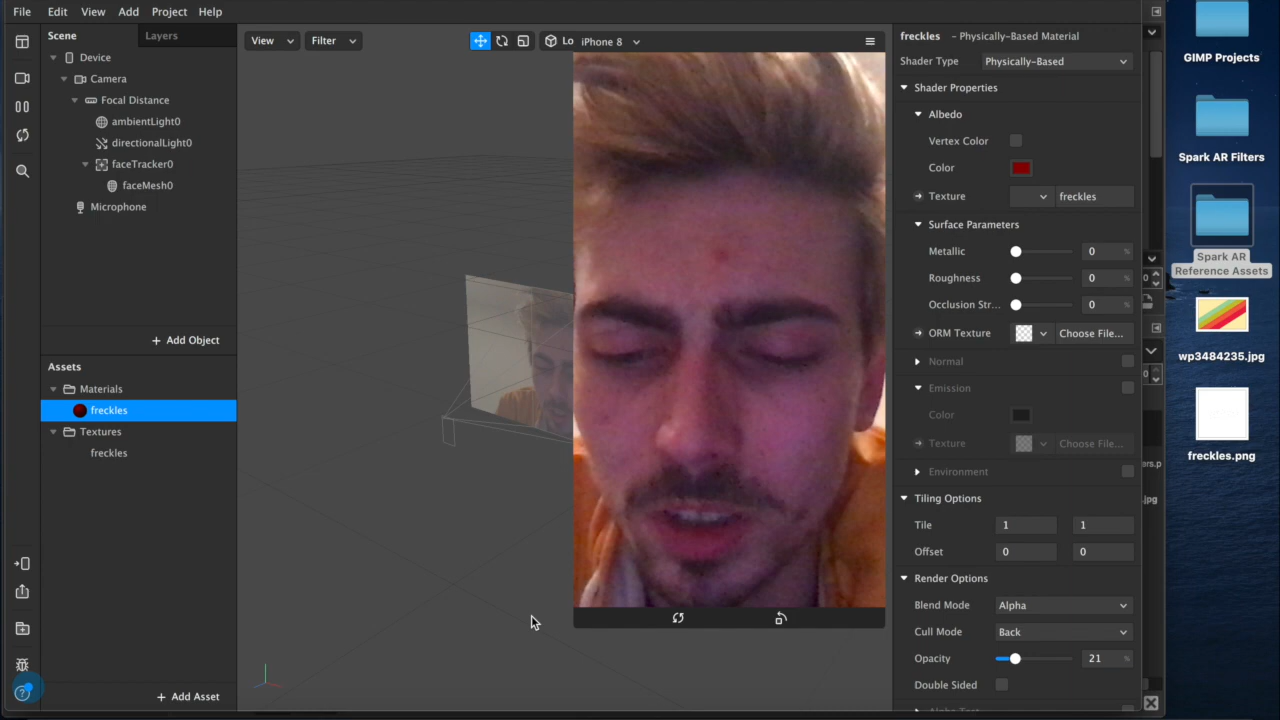 File Edit View Add Project Help
Scene Layers
Device
Camera
Focal Distance
ambientLight0
directionalLight0
faceTracker0
faceMesh0
Microphone
Add Object
Assets
Materials
freckles
Textures
freckles
Add Asset
View Filter Lo iPhone 8
freckles - Physically-Based Material
Shader Type Physically-Based
Shader Properties
Albedo
Vertex Color
Color
Texture freckles
Surface Parameters
Metallic 0 %
Roughness 0 %
Occlusion Str... 0 %
ORM Texture Choose File...
Normal
Emission
Color
Texture Choose File...
Environment
Tiling Options
Tile 1 1
Offset 0 0
Render Options
Blend Mode Alpha
Cull Mode Back
Opacity 21 %
Double Sided
GIMP Projects
Spark AR Filters
Spark AR
Reference Assets
wp3484235.jpg
freckles.png